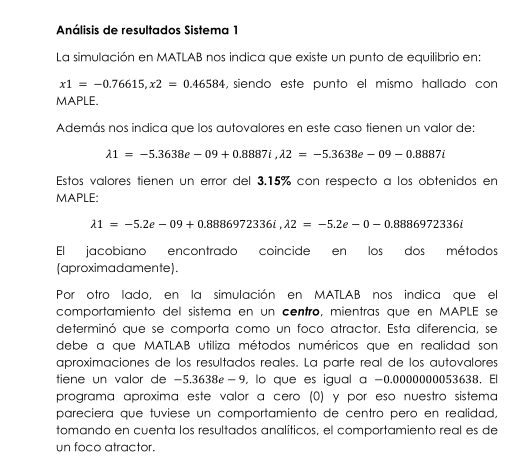 Análisis de resultados Sistema 1
La simulación en MATLAB nos indica que existe un punto de equilibrio en:
x1 = −0.76615, x2 = 0.46584, siendo este punto el mismo hallado con
MAPLE.
Además nos indica que los autovalores en este caso tienen un valor de:
λ1 = −5.3638e − 09 + 0.8887i , λ2 = −5.3638e − 09 − 0.8887i
Estos valores tienen un error del 3.15% con respecto a los obtenidos en
MAPLE:
λ1 = −5.2e − 09 + 0.8886972336i , λ2 = −5.2e − 0 − 0.8886972336i
El jacobiano encontrado coincide en los dos métodos
(aproximadamente).
Por otro lado, en la simulación en MATLAB nos indica que el
comportamiento del sistema en un centro, mientras que en MAPLE se
determinó que se comporta como un foco atractor. Esta diferencia, se
debe a que MATLAB utiliza métodos numéricos que en realidad son
aproximaciones de los resultados reales. La parte real de los autovalores
tiene un valor de −5.3638e − 9, lo que es igual a −0.0000000053638. El
programa aproxima este valor a cero (0) y por eso nuestro sistema
pareciera que tuviese un comportamiento de centro pero en realidad,
tomando en cuenta los resultados analíticos, el comportamiento real es de
un foco atractor.